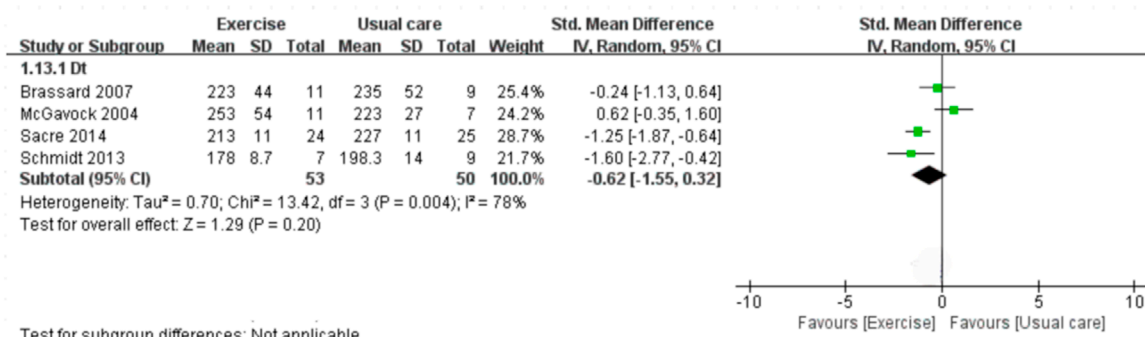 Exercise Usual care Std. Mean Difference Std. Mean Difference
Study or Subgroup Mean SD Total Mean SD Total Weight IV, Random, 95% CI IV, Random, 95% CI
1.13.1 Dt
Brassard 2007 223 44 11 235 52 9 25.4% -0.24 [-1.13, 0.64]
McGavock 2004 253 54 11 223 27 7 24.2% 0.62 [-0.35, 1.60]
Sacre 2014 213 11 24 227 11 25 28.7% -1.25 [-1.87, -0.64]
Schmidt 2013 178 8.7 7 198.3 14 9 21.7% -1.60 [-2.77, -0.42]
Subtotal (95% CI) 53 50 100.0% -0.62 [-1.55, 0.32]
Heterogeneity: Tau² = 0.70; Chi² = 13.42, df = 3 (P = 0.004); I² = 78%
Test for overall effect: Z = 1.29 (P = 0.20)
-10 -5 0 5 10
Favours [Exercise] Favours [Usual care]
Test for subgroup differences: Not applicable